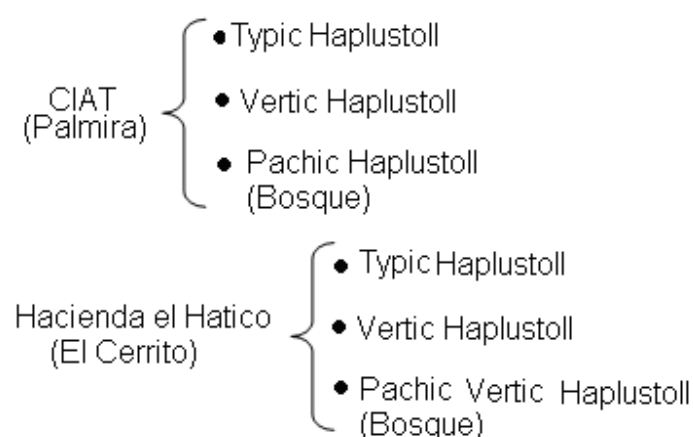 • Typic Haplustoll
CIAT
(Palmira)
• Vertic Haplustoll
• Pachic Haplustoll
(Bosque)
Hacienda el Hatico
(El Cerrito)
• Typic Haplustoll
• Vertic Haplustoll
• Pachic Vertic Haplustoll
(Bosque)